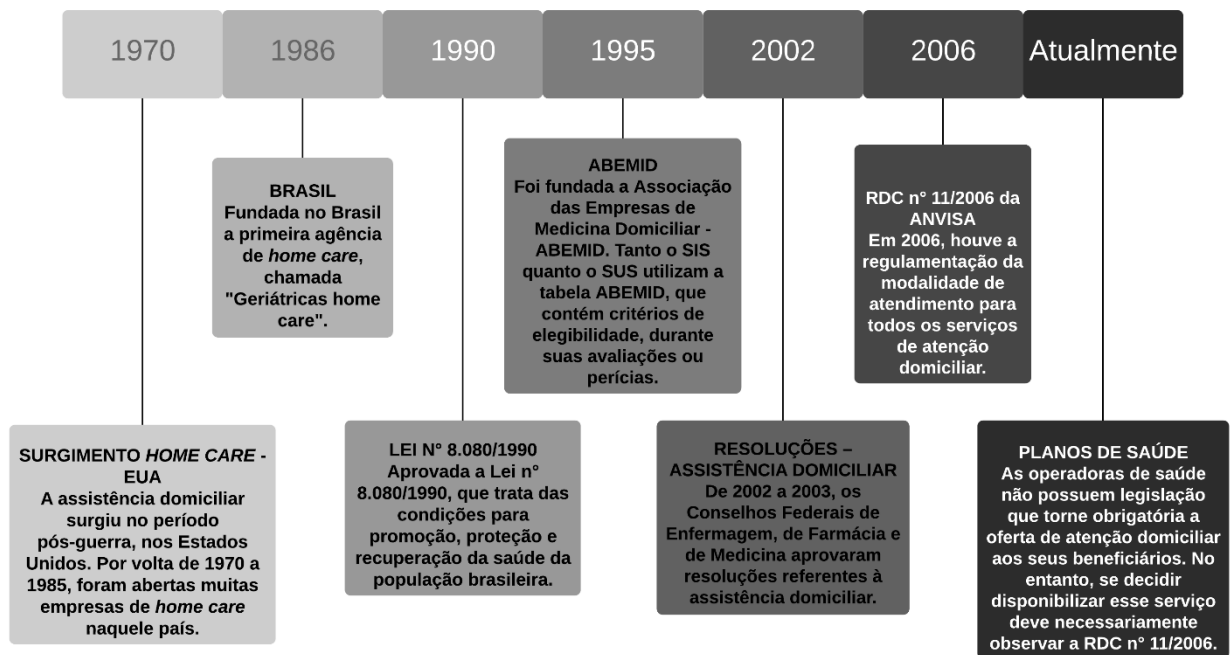 1970
1986
1990
1995
2002
2006
Atualmente
SURGIMENTO HOME CARE -
EUA
A assistência domiciliar
surgiu no período
pós-guerra, nos Estados
Unidos. Por volta de 1970 a
1985, foram abertas muitas
empresas de home care
naquele país.
BRASIL
Fundada no Brasil
a primeira agência
de home care,
chamada
"Geriátricas home
care".
LEI N° 8.080/1990
Aprovada a Lei n°
8.080/1990, que trata das
condições para
promoção, proteção e
recuperação da saúde da
população brasileira.
ABEMID
Foi fundada a Associação
das Empresas de
Medicina Domiciliar -
ABEMID. Tanto o SIS
quanto o SUS utilizam a
tabela ABEMID, que
contém critérios de
elegibilidade, durante
suas avaliações ou
perícias.
RESOLUÇÕES –
ASSISTÊNCIA DOMICILIAR
De 2002 a 2003, os
Conselhos Federais de
Enfermagem, de Farmácia e
de Medicina aprovaram
resoluções referentes à
assistência domiciliar.
RDC n° 11/2006 da
ANVISA
Em 2006, houve a
regulamentação da
modalidade de
atendimento para
todos os serviços
de atenção
domiciliar.
PLANOS DE SAÚDE
As operadoras de saúde
não possuem legislação
que torne obrigatória a
oferta de atenção domiciliar
aos seus beneficiários. No
entanto, se decidir
disponibilizar esse serviço
deve necessariamente
observar a RDC n° 11/2006.